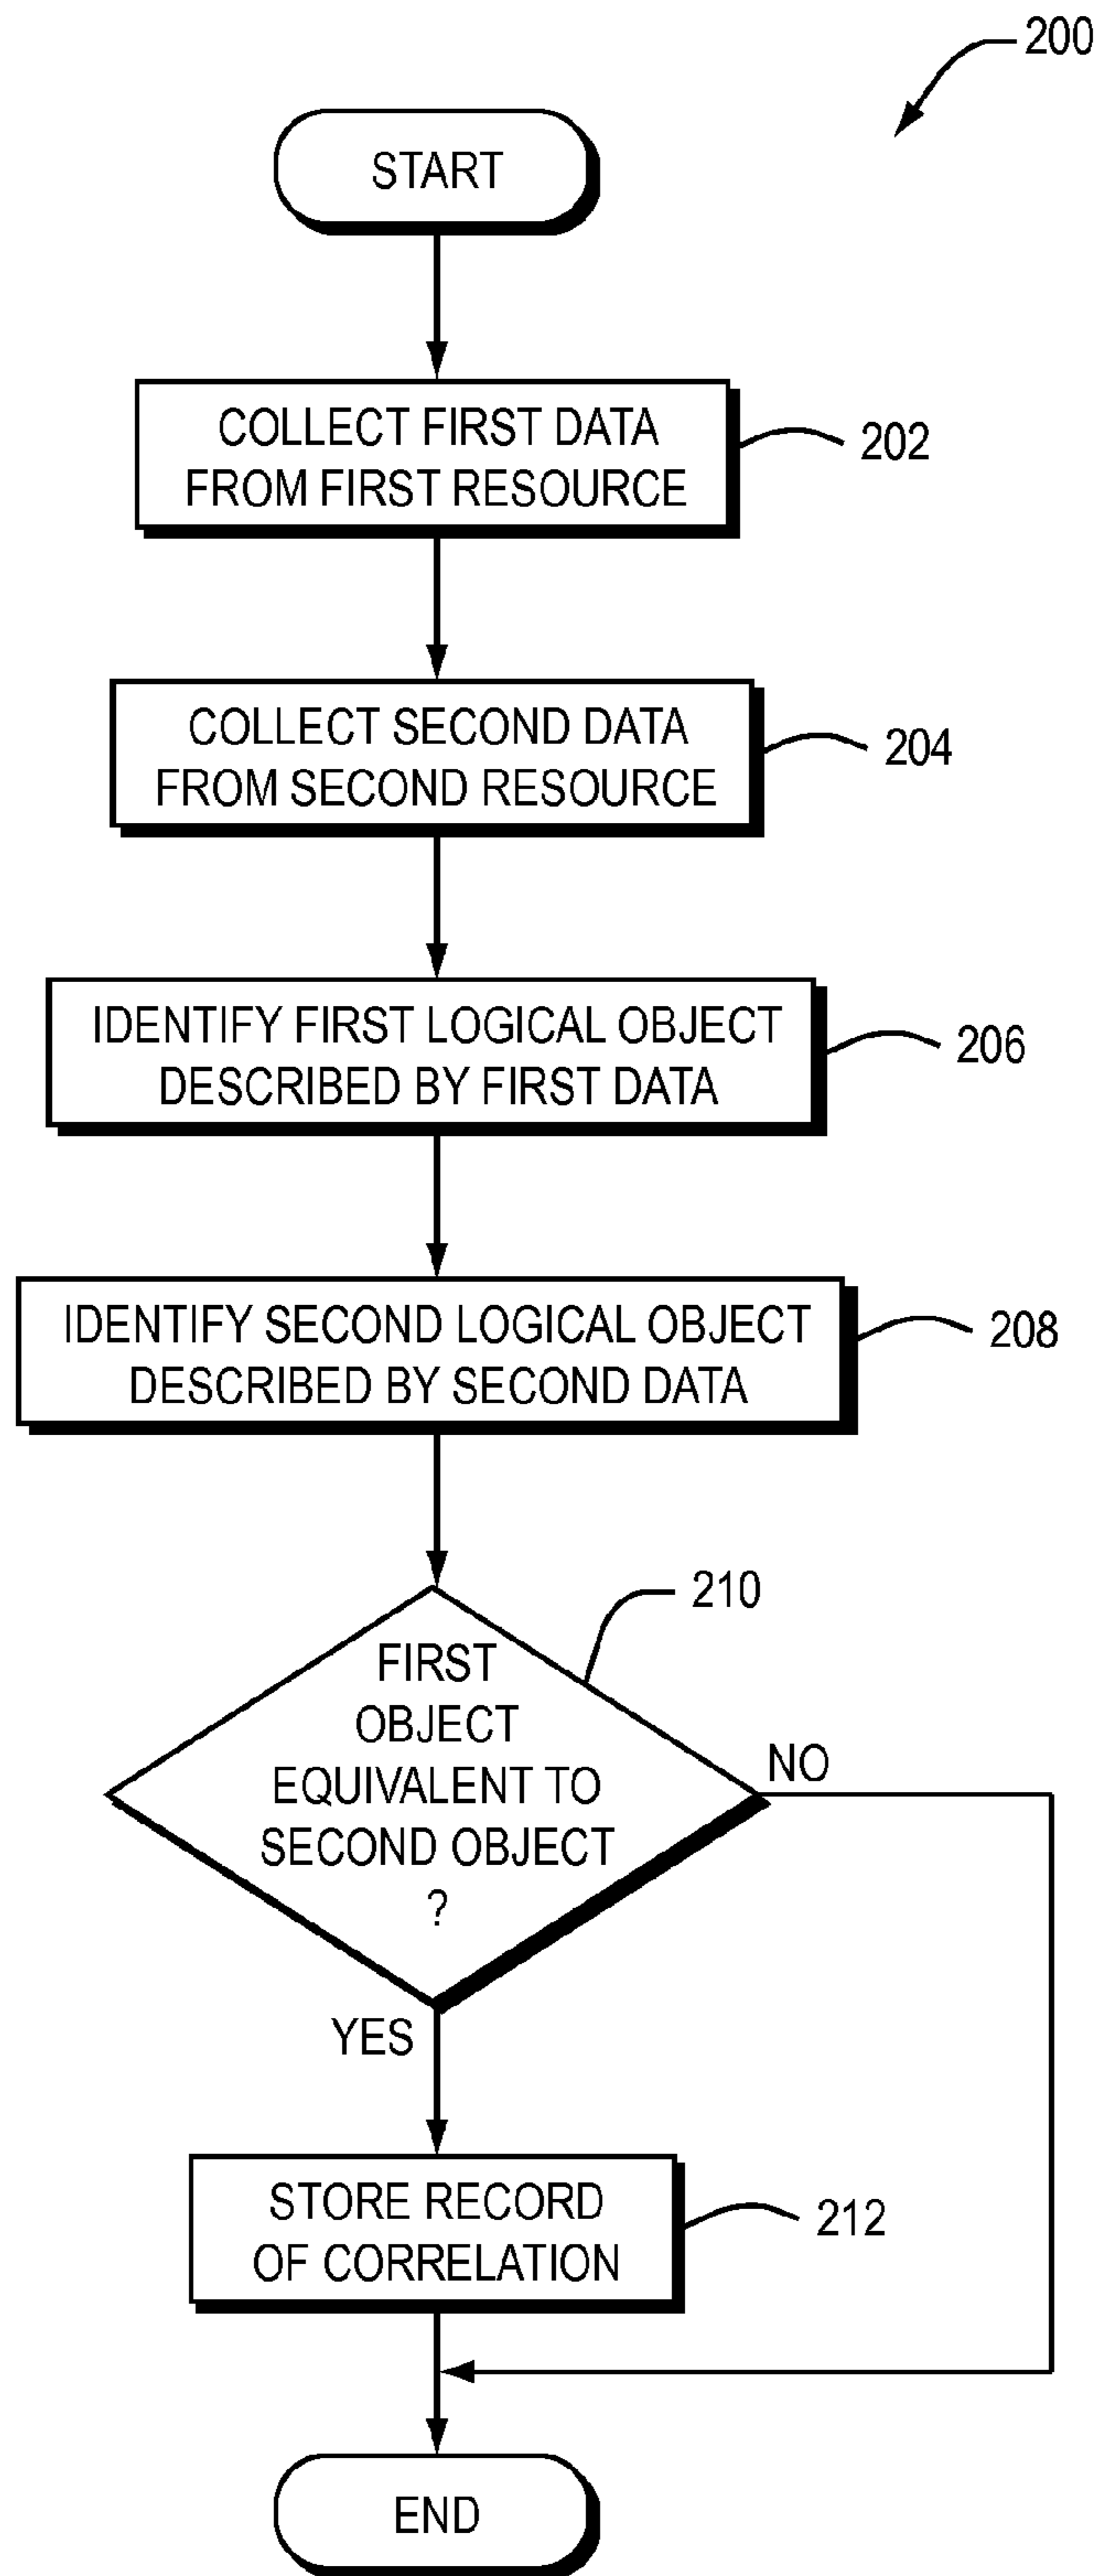 200
START
COLLECT FIRST DATA
FROM FIRST RESOURCE
202
COLLECT SECOND DATA
FROM SECOND RESOURCE
204
IDENTIFY FIRST LOGICAL OBJECT
DESCRIBED BY FIRST DATA
206
IDENTIFY SECOND LOGICAL OBJECT
DESCRIBED BY SECOND DATA
208
210
FIRST
OBJECT
EQUIVALENT TO
SECOND OBJECT
?
NO
YES
STORE RECORD
OF CORRELATION
212
END